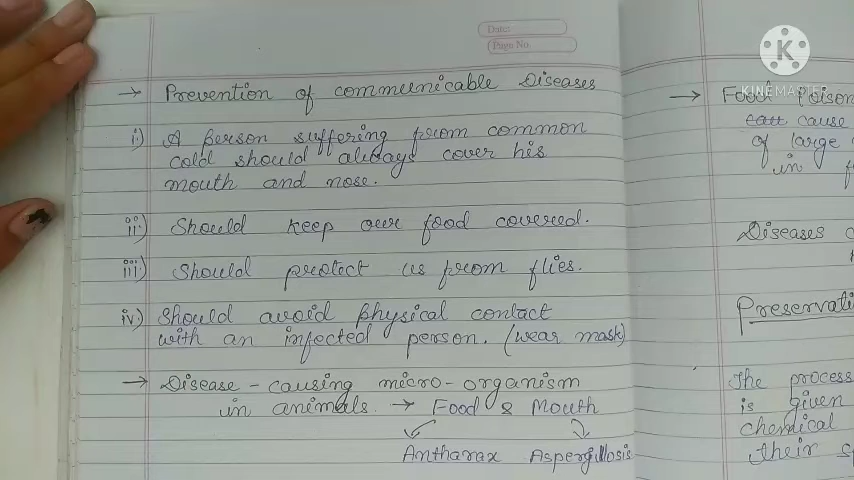 Date:
Page No.
→ Prevention of communicable Diseases
i) A person suffering from common
cold should always cover his
mouth and nose.
ii) Should keep our food covered.
iii) Should protect us from flies.
iv) Should avoid physical contact
with an infected person. (wear mask)
→ Disease-causing micro-organism
in animals → Food & Mouth
Antharax Aspergillosis
K
KINEMASTER
→ Food Poison
cause
of large
in f
Diseases c
Preservati
The process
is given
chemical
their sp